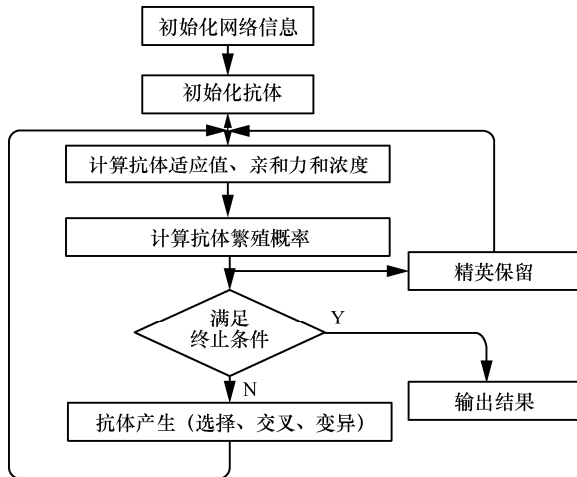 初始化网络信息
初始化抗体
计算抗体适应值、亲和力和浓度
计算抗体繁殖概率
精英保留
满足
终止条件
Y
N
抗体产生（选择、交叉、变异）
输出结果